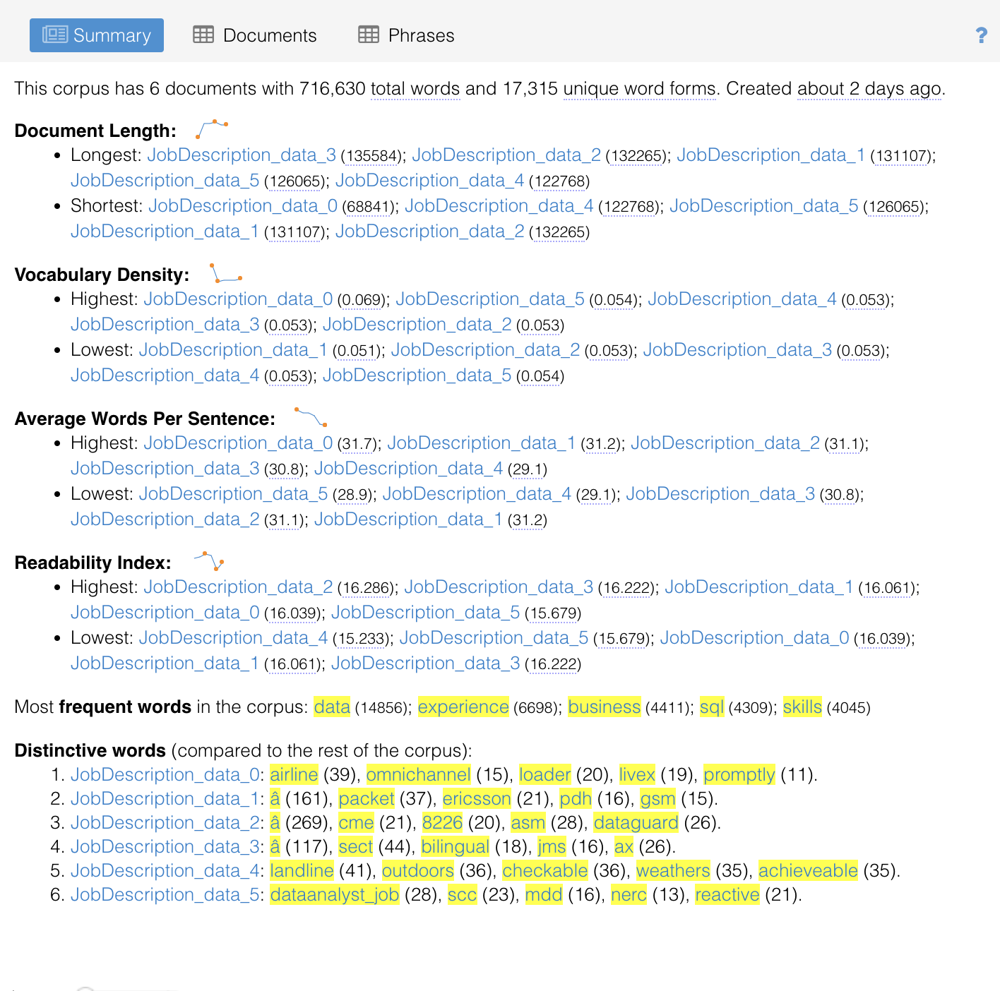 Summary Documents Phrases ?
This corpus has 6 documents with 716,630 total words and 17,315 unique word forms. Created about 2 days ago.
Document Length:
• Longest: JobDescription_data_3 (135584); JobDescription_data_2 (132265); JobDescription_data_1 (131107);
JobDescription_data_5 (126065); JobDescription_data_4 (122768)
• Shortest: JobDescription_data_0 (68841); JobDescription_data_4 (122768); JobDescription_data_5 (126065);
JobDescription_data_1 (131107); JobDescription_data_2 (132265)
Vocabulary Density:
• Highest: JobDescription_data_0 (0.069); JobDescription_data_5 (0.054); JobDescription_data_4 (0.053);
JobDescription_data_3 (0.053); JobDescription_data_2 (0.053)
• Lowest: JobDescription_data_1 (0.051); JobDescription_data_2 (0.053); JobDescription_data_3 (0.053);
JobDescription_data_4 (0.053); JobDescription_data_5 (0.054)
Average Words Per Sentence:
• Highest: JobDescription_data_0 (31.7); JobDescription_data_1 (31.2); JobDescription_data_2 (31.1);
JobDescription_data_3 (30.8); JobDescription_data_4 (29.1)
• Lowest: JobDescription_data_5 (28.9); JobDescription_data_4 (29.1); JobDescription_data_3 (30.8);
JobDescription_data_2 (31.1); JobDescription_data_1 (31.2)
Readability Index:
• Highest: JobDescription_data_2 (16.286); JobDescription_data_3 (16.222); JobDescription_data_1 (16.061);
JobDescription_data_0 (16.039); JobDescription_data_5 (15.679)
• Lowest: JobDescription_data_4 (15.233); JobDescription_data_5 (15.679); JobDescription_data_0 (16.039);
JobDescription_data_1 (16.061); JobDescription_data_3 (16.222)
Most frequent words in the corpus: data (14856); experience (6698); business (4411); sql (4309); skills (4045)
Distinctive words (compared to the rest of the corpus):
1. JobDescription_data_0: airline (39), omnichannel (15), loader (20), livex (19), promptly (11).
2. JobDescription_data_1: â (161), packet (37), ericsson (21), pdh (16), gsm (15).
3. JobDescription_data_2: â (269), cme (21), 8226 (20), asm (28), dataguard (26).
4. JobDescription_data_3: â (117), sect (44), bilingual (18), jms (16), ax (26).
5. JobDescription_data_4: landline (41), outdoors (36), checkable (36), weathers (35), achieveable (35).
6. JobDescription_data_5: dataanalyst_job (28), scc (23), mdd (16), nerc (13), reactive (21).